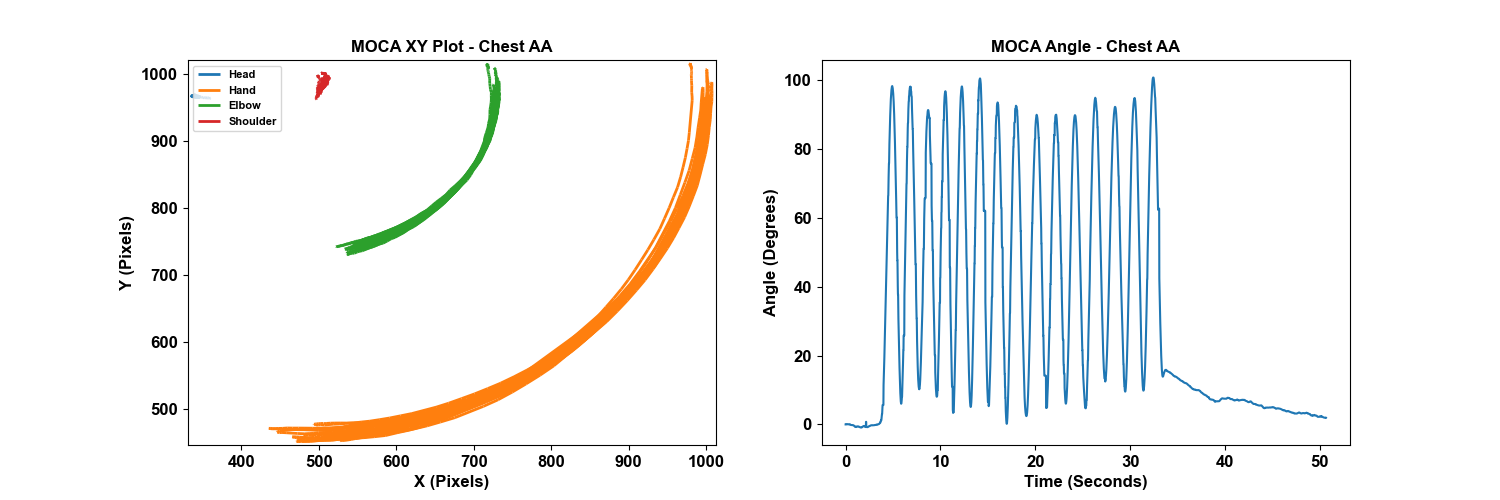 MOCA XY Plot - Chest AA
Y (Pixels)
1000
900
800
700
600
500
Head
Hand
Elbow
Shoulder
400 500 600 700 800 900 1000
X (Pixels)
MOCA Angle - Chest AA
Angle (Degrees)
100
80
60
40
20
0
0 10 20 30 40 50
Time (Seconds)